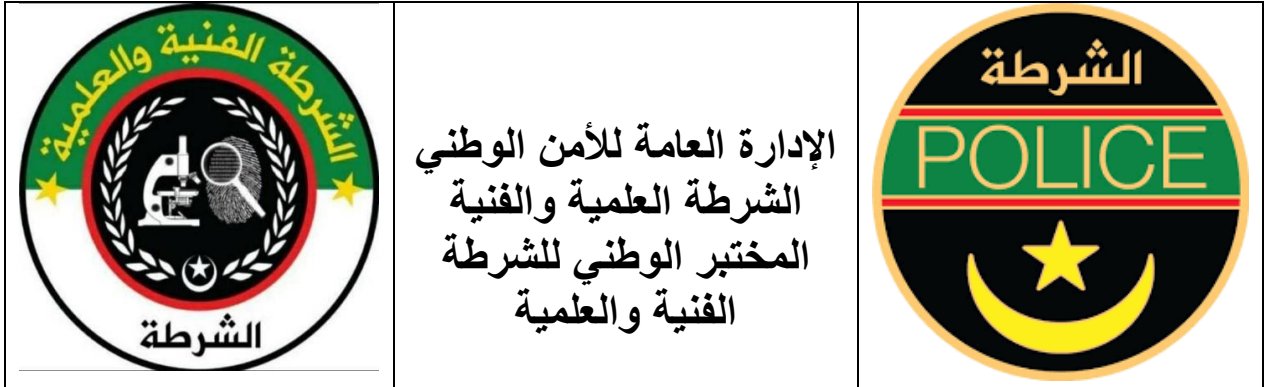 الشرطة
POLICE
الإدارة العامة للأمن الوطني
الشرطة العلمية والفنية
المختبر الوطني للشرطة
الفنية والعلمية
الشرطة الفنية والعلمية
الشرطة